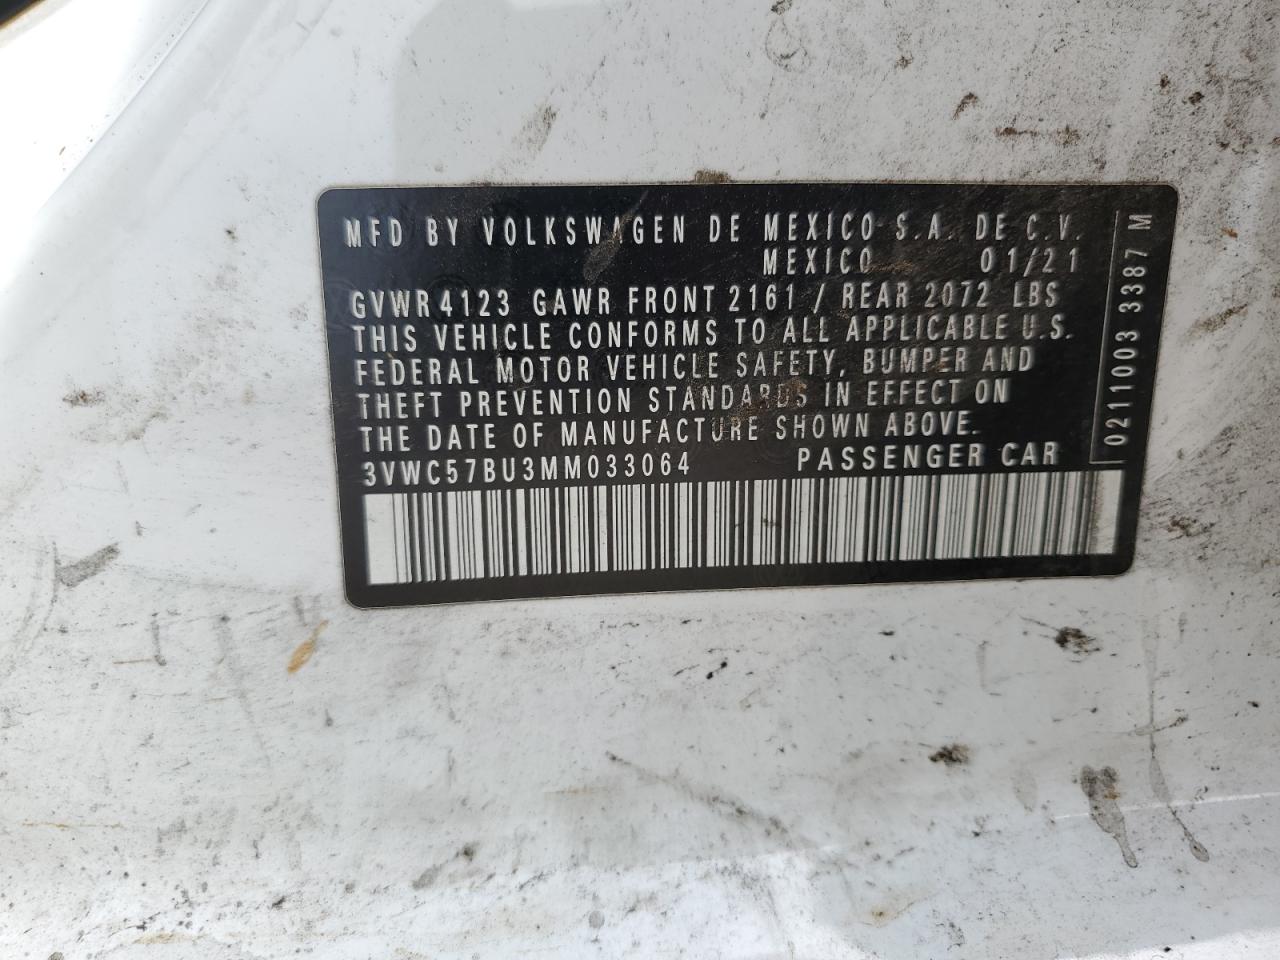 MFD BY VOLKSWAGEN DE MEXICO S.A. DE C.V.
MEXICO 01/21
GVWR 4123 GAWR FRONT 2161 / REAR 2072 LBS
THIS VEHICLE CONFORMS TO ALL APPLICABLE U.S.
FEDERAL MOTOR VEHICLE SAFETY, BUMPER AND
THEFT PREVENTION STANDARDS IN EFFECT ON
THE DATE OF MANUFACTURE SHOWN ABOVE.
3VWC57BU3MM033064 PASSENGER CAR
0211003 3387 M